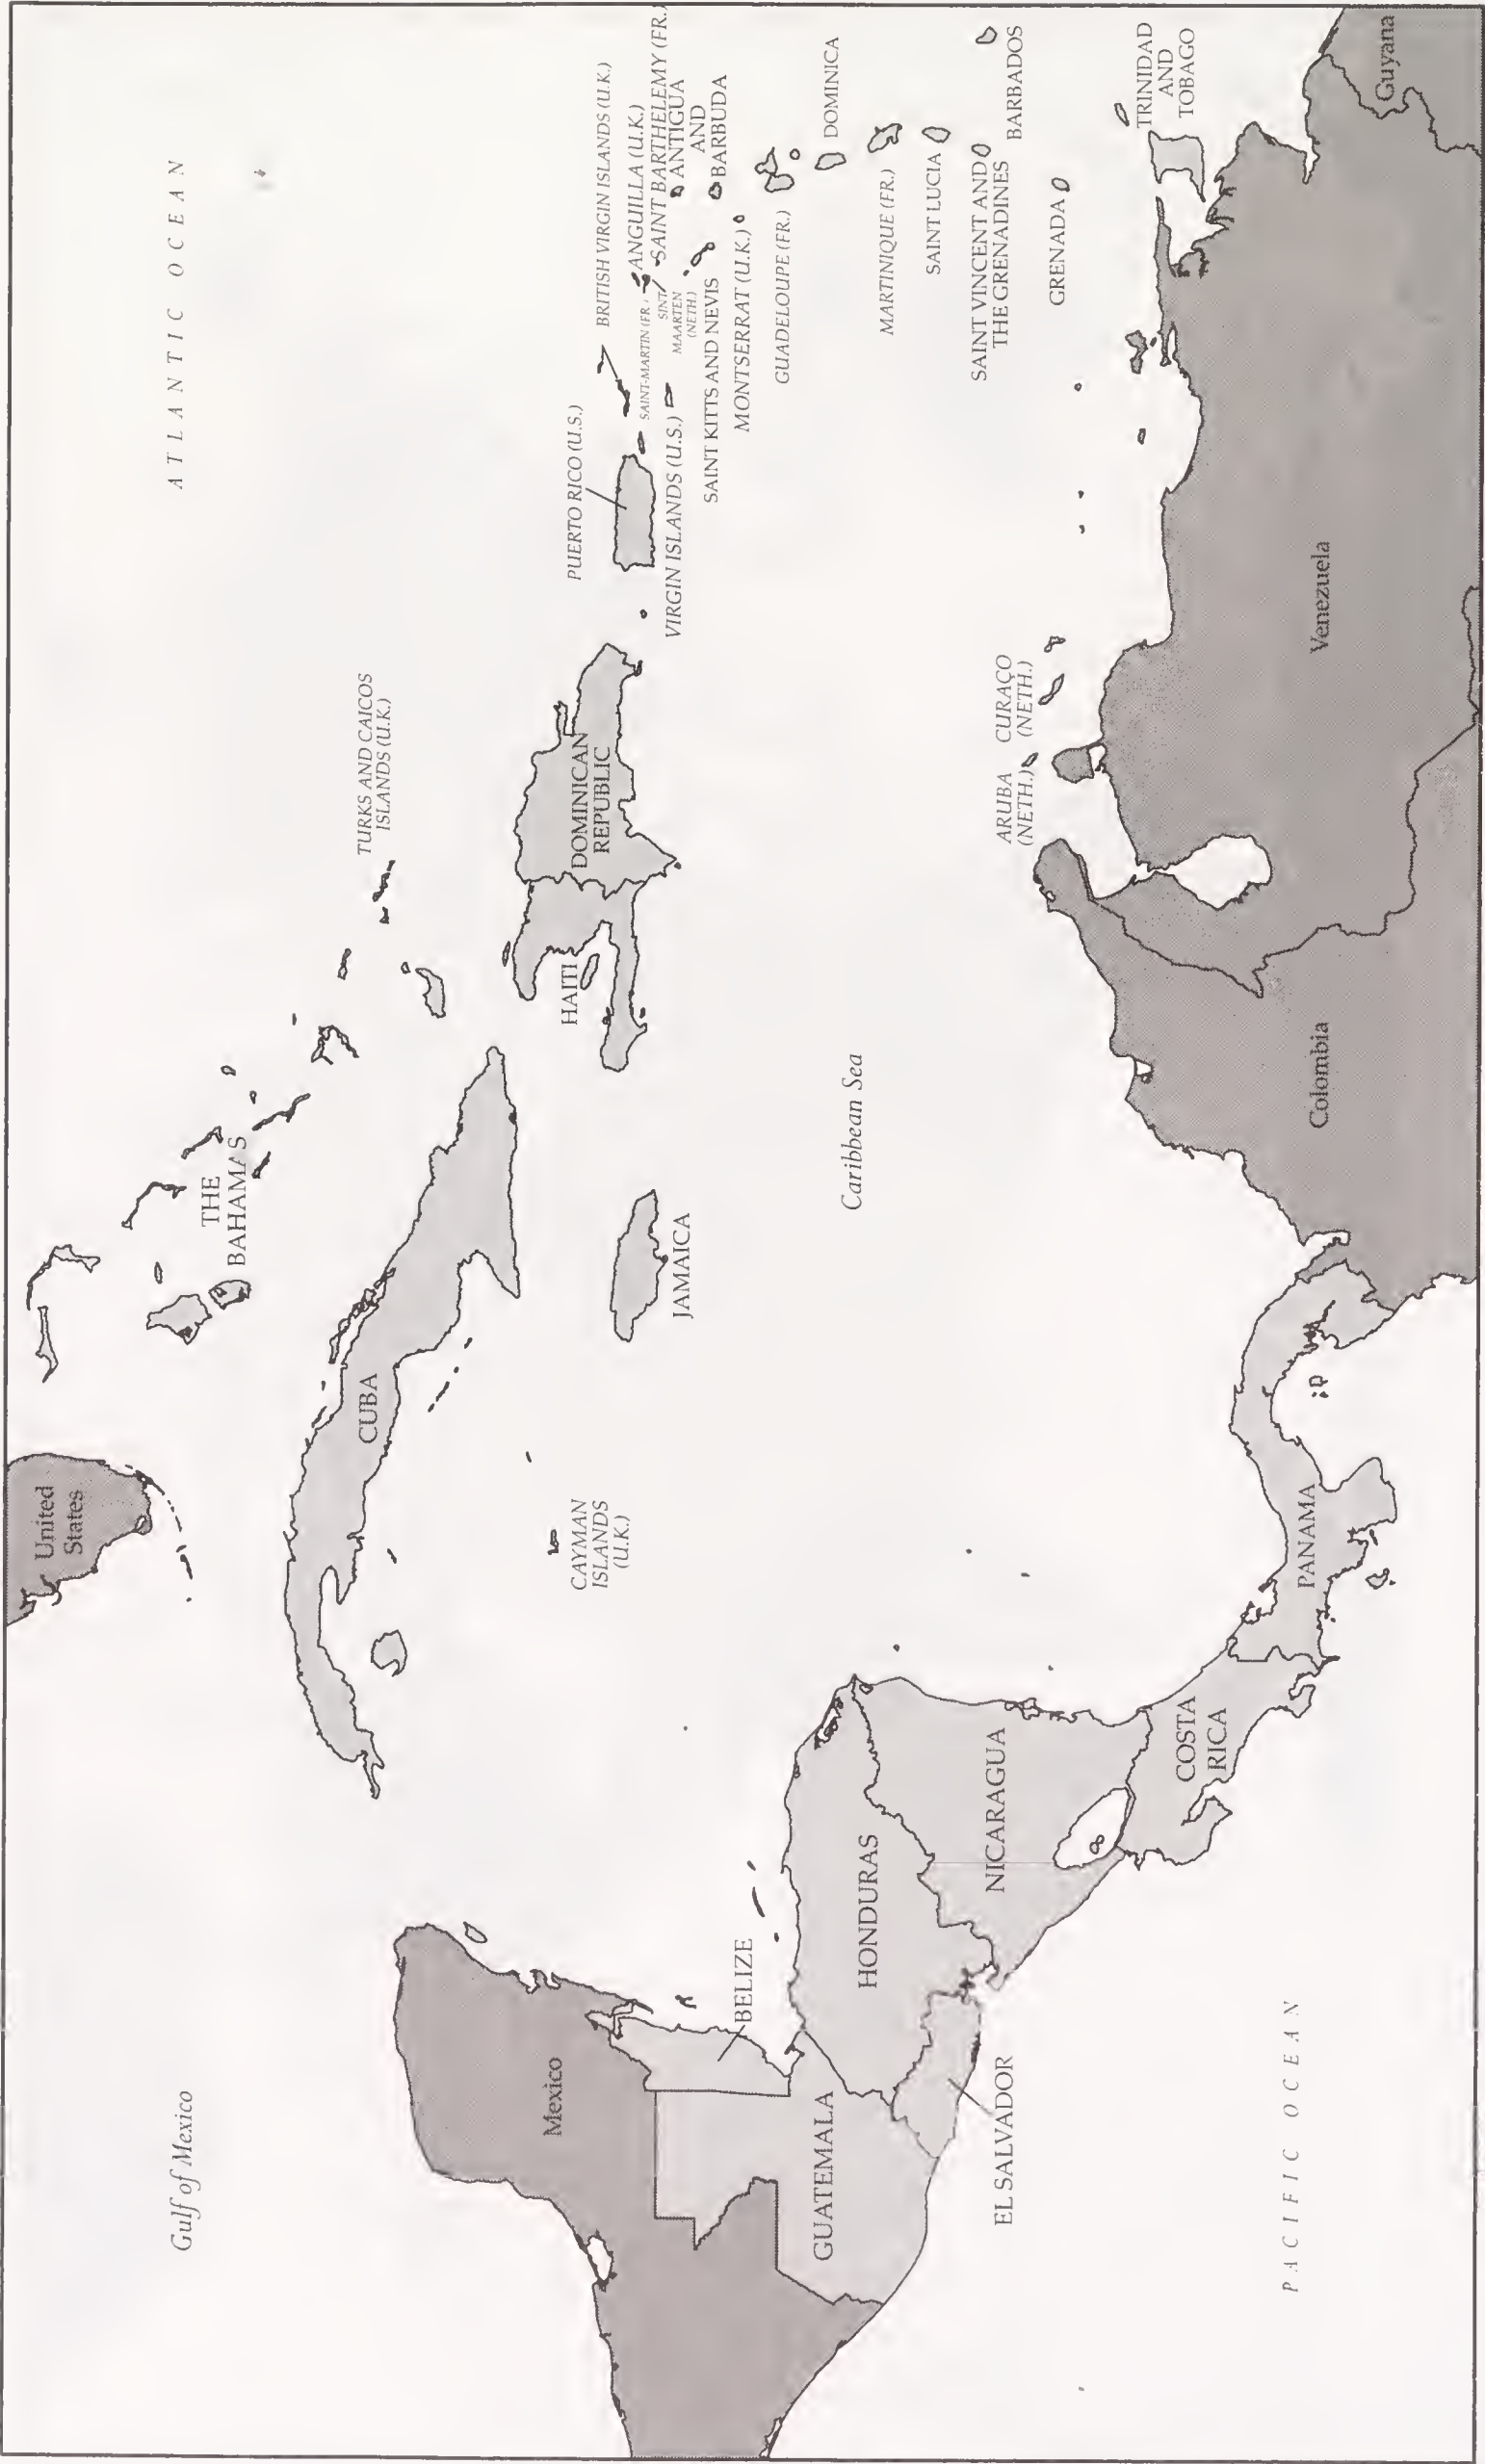 United
States
Gulf of Mexico
ATLANTIC OCEAN
THE
BAHAMAS
CUBA
TURKS AND CAICOS
ISLANDS (U.K.)
Mexico
CAYMAN
ISLANDS
(U.K.)
JAMAICA
HAITI
DOMINICAN
REPUBLIC
PUERTO RICO (U.S.)
BRITISH VIRGIN ISLANDS (U.K.)
VIRGIN ISLANDS (U.S.)
ANGUILLA (U.K.)
SAINT-MARTIN (FR.)
SAINT BARTHELEMY (FR.)
SINT
MAARTEN
(NETH.)
ANTIGUA
AND
BARBUDA
SAINT KITTS AND NEVIS
MONTSERRAT (U.K.)
GUADELOUPE (FR.)
DOMINICA
MARTINIQUE (FR.)
SAINT LUCIA
SAINT VINCENT AND
THE GRENADINES
BARBADOS
GRENADA
TRINIDAD
AND
TOBAGO
BELIZE
GUATEMALA
HONDURAS
EL SALVADOR
NICARAGUA
COSTA
RICA
PANAMA
Caribbean Sea
ARUBA
(NETH.)
CURAÇO
(NETH.)
Colombia
Venezuela
Guyana
PACIFIC OCEAN